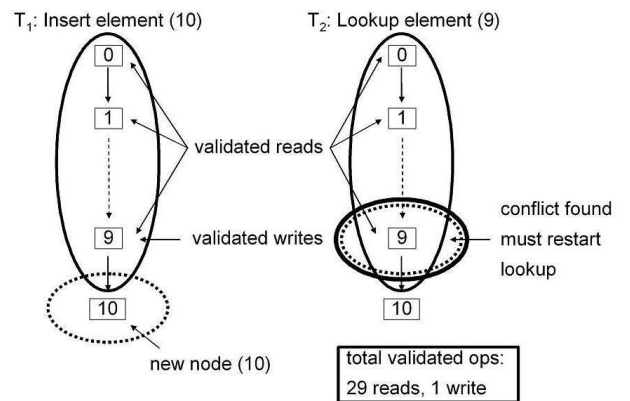 T₁: Insert element (10)
T₂: Lookup element (9)
0
0
1
1
validated reads
conflict found
must restart
lookup
9
validated writes
9
10
10
new node (10)
total validated ops:
29 reads, 1 write